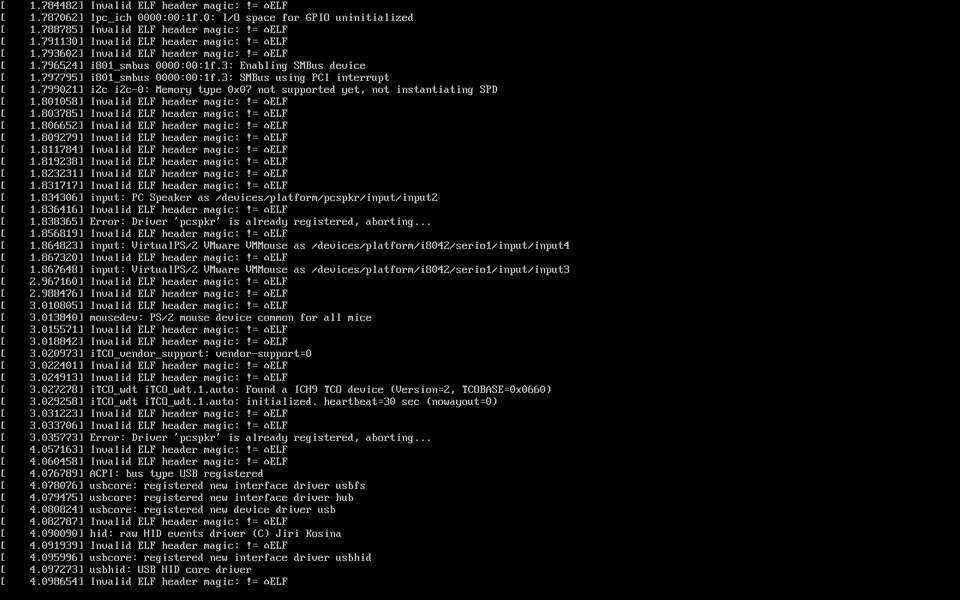 [    1.784482] Invalid ELF header magic: != ⌂ELF
[    1.787062] lpc_ich 0000:00:1f.0: I/O space for GPIO uninitialized
[    1.788785] Invalid ELF header magic: != ⌂ELF
[    1.791130] Invalid ELF header magic: != ⌂ELF
[    1.793602] Invalid ELF header magic: != ⌂ELF
[    1.796524] i801_smbus 0000:00:1f.3: Enabling SMBus device
[    1.797795] i801_smbus 0000:00:1f.3: SMBus using PCI interrupt
[    1.799021] i2c i2c-0: Memory type 0x07 not supported yet, not instantiating SPD
[    1.801058] Invalid ELF header magic: != ⌂ELF
[    1.803785] Invalid ELF header magic: != ⌂ELF
[    1.806652] Invalid ELF header magic: != ⌂ELF
[    1.809279] Invalid ELF header magic: != ⌂ELF
[    1.811784] Invalid ELF header magic: != ⌂ELF
[    1.819238] Invalid ELF header magic: != ⌂ELF
[    1.823231] Invalid ELF header magic: != ⌂ELF
[    1.831717] Invalid ELF header magic: != ⌂ELF
[    1.834306] input: PC Speaker as /devices/platform/pcspkr/input/input2
[    1.836416] Invalid ELF header magic: != ⌂ELF
[    1.838365] Error: Driver 'pcspkr' is already registered, aborting...
[    1.856819] Invalid ELF header magic: != ⌂ELF
[    1.864823] input: VirtualPS/2 VMware VMMouse as /devices/platform/i8042/serio1/input/input4
[    1.867320] Invalid ELF header magic: != ⌂ELF
[    1.867648] input: VirtualPS/2 VMware VMMouse as /devices/platform/i8042/serio1/input/input3
[    2.967160] Invalid ELF header magic: != ⌂ELF
[    2.988476] Invalid ELF header magic: != ⌂ELF
[    3.010805] Invalid ELF header magic: != ⌂ELF
[    3.013840] mousedev: PS/2 mouse device common for all mice
[    3.015571] Invalid ELF header magic: != ⌂ELF
[    3.018842] Invalid ELF header magic: != ⌂ELF
[    3.020973] iTCO_vendor_support: vendor-support=0
[    3.022401] Invalid ELF header magic: != ⌂ELF
[    3.024913] Invalid ELF header magic: != ⌂ELF
[    3.027278] iTCO_wdt iTCO_wdt.1.auto: Found a ICH9 TCO device (Version=2, TCOBASE=0x0660)
[    3.029258] iTCO_wdt iTCO_wdt.1.auto: initialized. heartbeat=30 sec (nowayout=0)
[    3.031223] Invalid ELF header magic: != ⌂ELF
[    3.033706] Invalid ELF header magic: != ⌂ELF
[    3.035773] Error: Driver 'pcspkr' is already registered, aborting...
[    4.057163] Invalid ELF header magic: != ⌂ELF
[    4.060458] Invalid ELF header magic: != ⌂ELF
[    4.076789] ACPI: bus type USB registered
[    4.078076] usbcore: registered new interface driver usbfs
[    4.079475] usbcore: registered new interface driver hub
[    4.080824] usbcore: registered new device driver usb
[    4.082787] Invalid ELF header magic: != ⌂ELF
[    4.090090] hid: raw HID events driver (C) Jiri Kosina
[    4.091939] Invalid ELF header magic: != ⌂ELF
[    4.095996] usbcore: registered new interface driver usbhid
[    4.097273] usbhid: USB HID core driver
[    4.098654] Invalid ELF header magic: != ⌂ELF